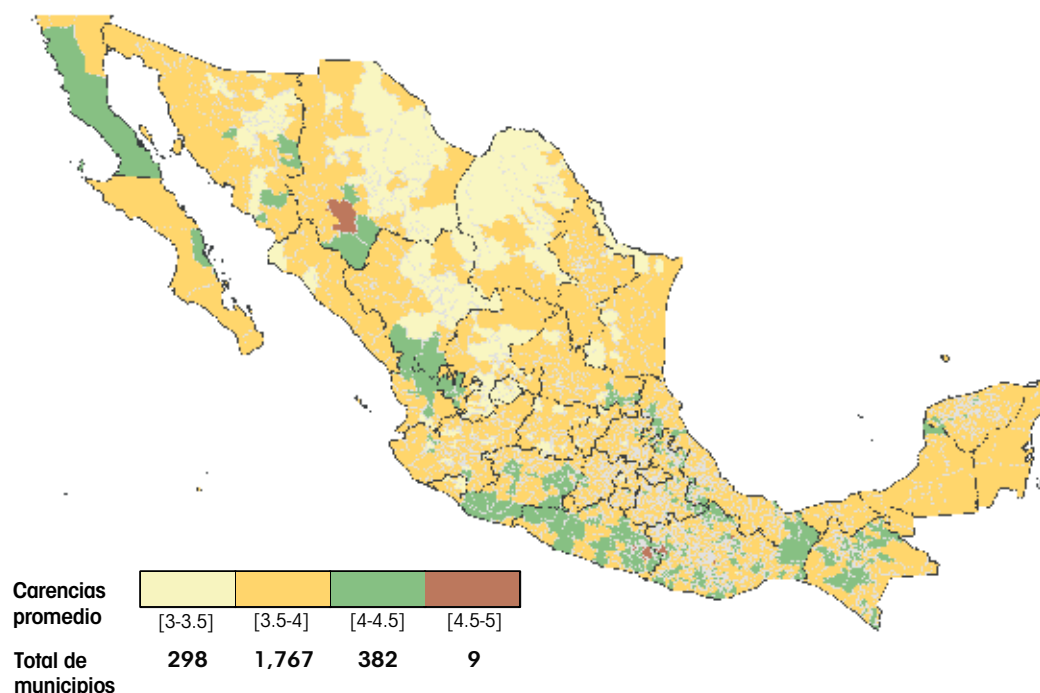 Carencias
promedio
[3-3.5] [3.5-4] [4-4.5] [4.5-5]
Total de
municipios
298 1,767 382 9